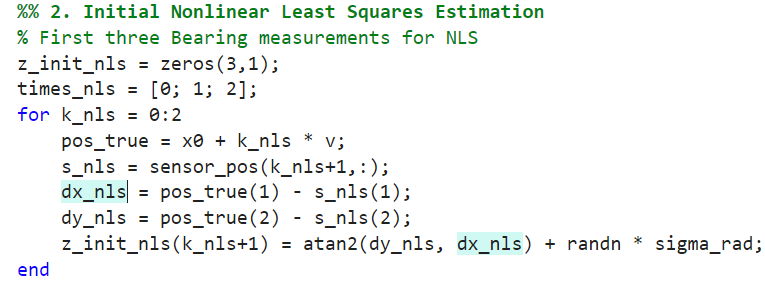 %% 2. Initial Nonlinear Least Squares Estimation
% First three Bearing measurements for NLS
z_init_nls = zeros(3,1);
times_nls = [0; 1; 2];
for k_nls = 0:2
    pos_true = x0 + k_nls * v;
    s_nls = sensor_pos(k_nls+1,:);
    dx_nls = pos_true(1) - s_nls(1);
    dy_nls = pos_true(2) - s_nls(2);
    z_init_nls(k_nls+1) = atan2(dy_nls, dx_nls) + randn * sigma_rad;
end